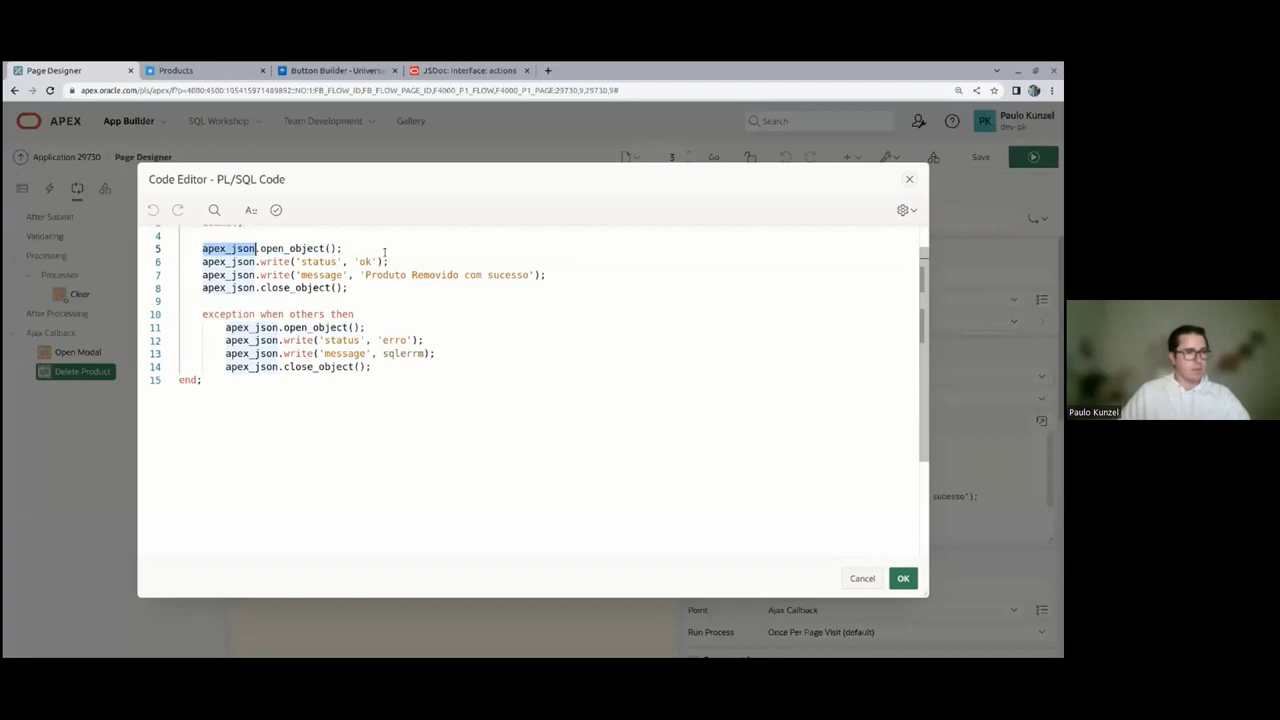 Page Designer
Products
Button Builder - Universa
JSDoc: Interface: actions
apex.oracle.com/pls/apex/f?p=4000:4500:105415971489892::NO:1:FB_FLOW_ID,FB_FLOW_PAGE_ID,F4000_P1_FLOW,F4000_P1_PAGE:29730,9,29730,9#
APEX
App Builder
SQL Workshop
Team Development
Gallery
Search
PK
Paulo Kunzel
dev-pk
Application 29730
Page Designer
3
Save
Code Editor - PL/SQL Code
After Submit
Validating
Processing
Processes
Clear
After Processing
Ajax Callback
Open Modal
Delete Product
4
5 apex_json.open_object();
6 apex_json.write('status', 'ok');
7 apex_json.write('message', 'Produto Removido com sucesso');
8 apex_json.close_object();
9
10 exception when others then
11 apex_json.open_object();
12 apex_json.write('status', 'erro');
13 apex_json.write('message', sqlerrm);
14 apex_json.close_object();
15 end;
sucesso');
Cancel
OK
Point
Ajax Callback
Run Process
Once Per Page Visit (default)
Paulo Kunzel